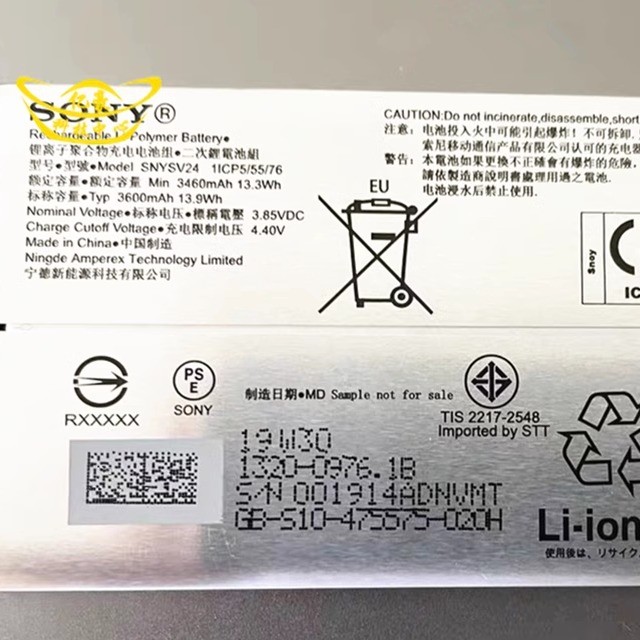 SONY®
Rechargeable Li Polymer Battery●
锂离子聚合物充电电池组●二次鋰電池組
型号●型號●Model SNYSV24 1ICP5/55/76
额定容量●額定容量●Min 3460mAh 13.3Wh
标称容量●標稱容量●Typ 3600mAh 13.9Wh
Nominal Voltage●标称电压●標稱電壓 3.85VDC
Charge Cutoff Voltage●充电限制电压 4.40V
Made in China●中国制造
Ningde Amperex Technology Limited
宁德新能源科技有限公司
CAUTION:Do not incinerate,disassemble,short
注意: 电池投入火中可能引起爆炸! 不可拆卸.
索尼移动通信产品有限公司认可的充电器
警告: 本電池如果更換不正確會有爆炸的危險,
請依製造商說明書處理用過之電池.
电池浸水后禁止使用!
EU
Snoy
C
IC
RXXXXX
PS
E
SONY
制造日期●MD Sample not for sale
19W30
1320-0976.1B
S/N 001914ADNVMT
GB-S10-475575-020H
TIS 2217-2548
Imported by STT
Li-ion
使用後は、リサイク